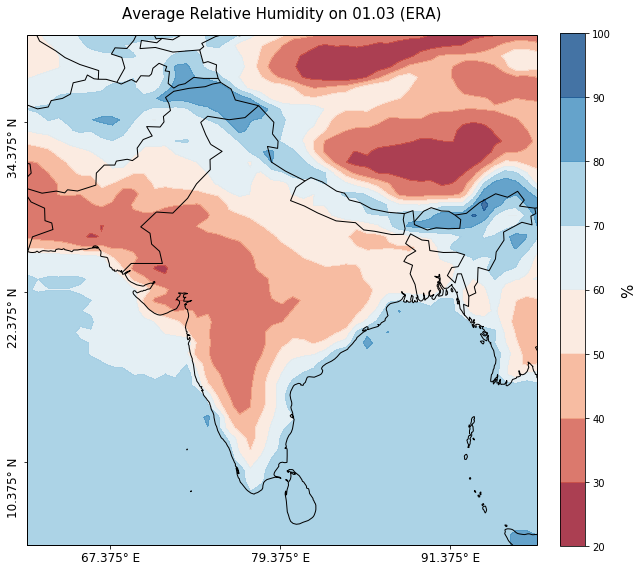 Average Relative Humidity on 01.03 (ERA)
100
90
80
70
60
50
40
30
20
%
34.375° N
22.375° N
10.375° N
67.375° E
79.375° E
91.375° E